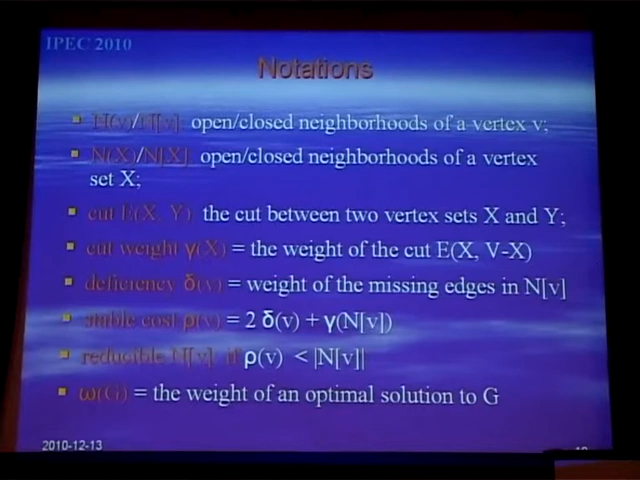 IPEC 2010
Notations
N(v)/N[v]: open/closed neighborhoods of a vertex v;
N(X)/N[X]: open/closed neighborhoods of a vertex
set X;
cut E(X, Y): the cut between two vertex sets X and Y;
cut weight γ(X) = the weight of the cut E(X, V-X)
deficiency δ(v) = weight of the missing edges in N[v]
stable cost ρ(v) = 2 δ(v) + γ(N[v])
reducible N[v]: if ρ(v) < |N[v]|
ω(G) = the weight of an optimal solution to G
2010-12-13